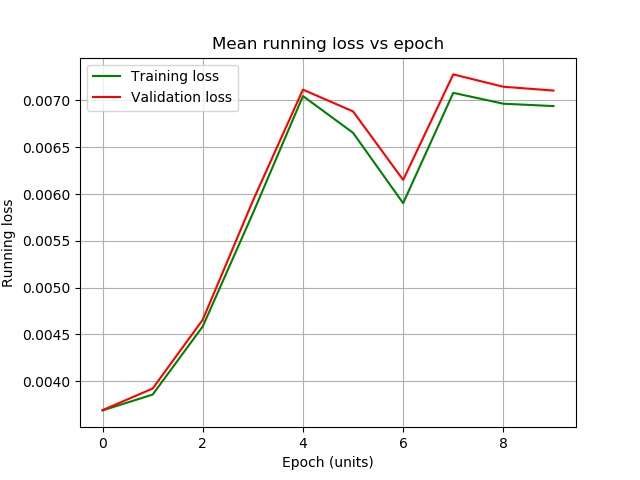 Mean running loss vs epoch
Training loss
Validation loss
0.0070
0.0065
0.0060
0.0055
0.0050
0.0045
0.0040
Running loss
0 2 4 6 8
Epoch (units)